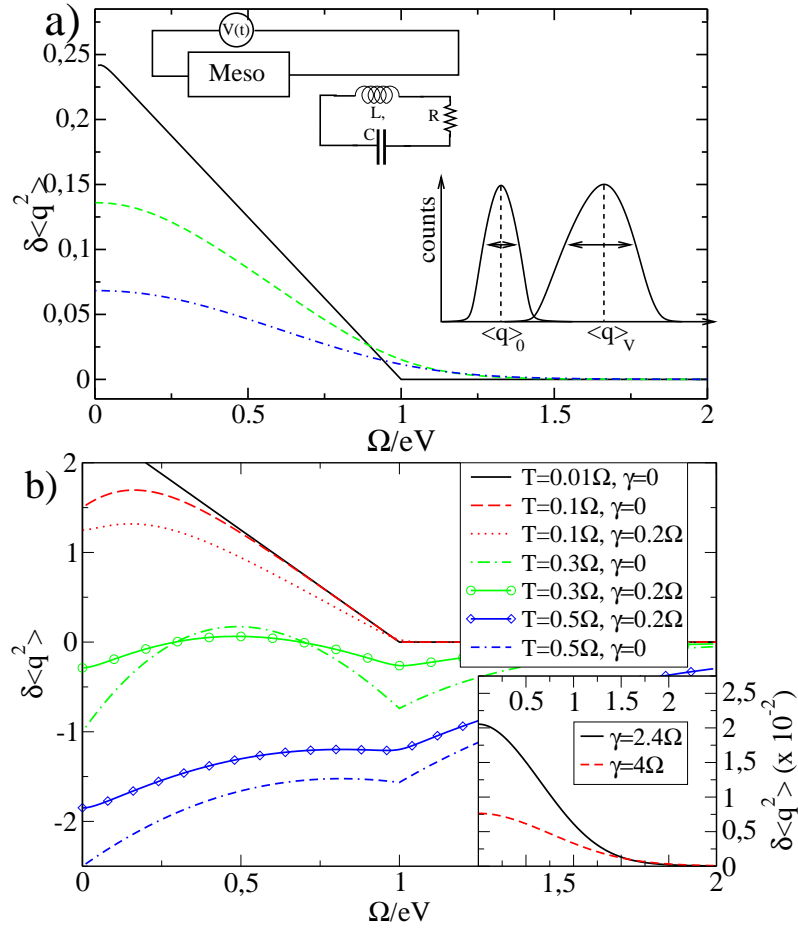 a)
V(t)
Meso
L,
C
R
0,25
0,2
0,15
0,1
0,05
0
δ<q²>
counts
<q>₀
<q>V
0
0.5
1
1.5
2
Ω/eV
b)
2
1
0
-1
-2
δ<q²>
T=0.01Ω, γ=0
T=0.1Ω, γ=0
T=0.1Ω, γ=0.2Ω
T=0.3Ω, γ=0
T=0.3Ω, γ=0.2Ω
T=0.5Ω, γ=0.2Ω
T=0.5Ω, γ=0
0.5
1
1.5
2
2,5
2
1,5
1
0,5
0
δ<q²> (x 10⁻²)
γ=2.4Ω
γ=4Ω
0
0,5
1
1,5
2
Ω/eV